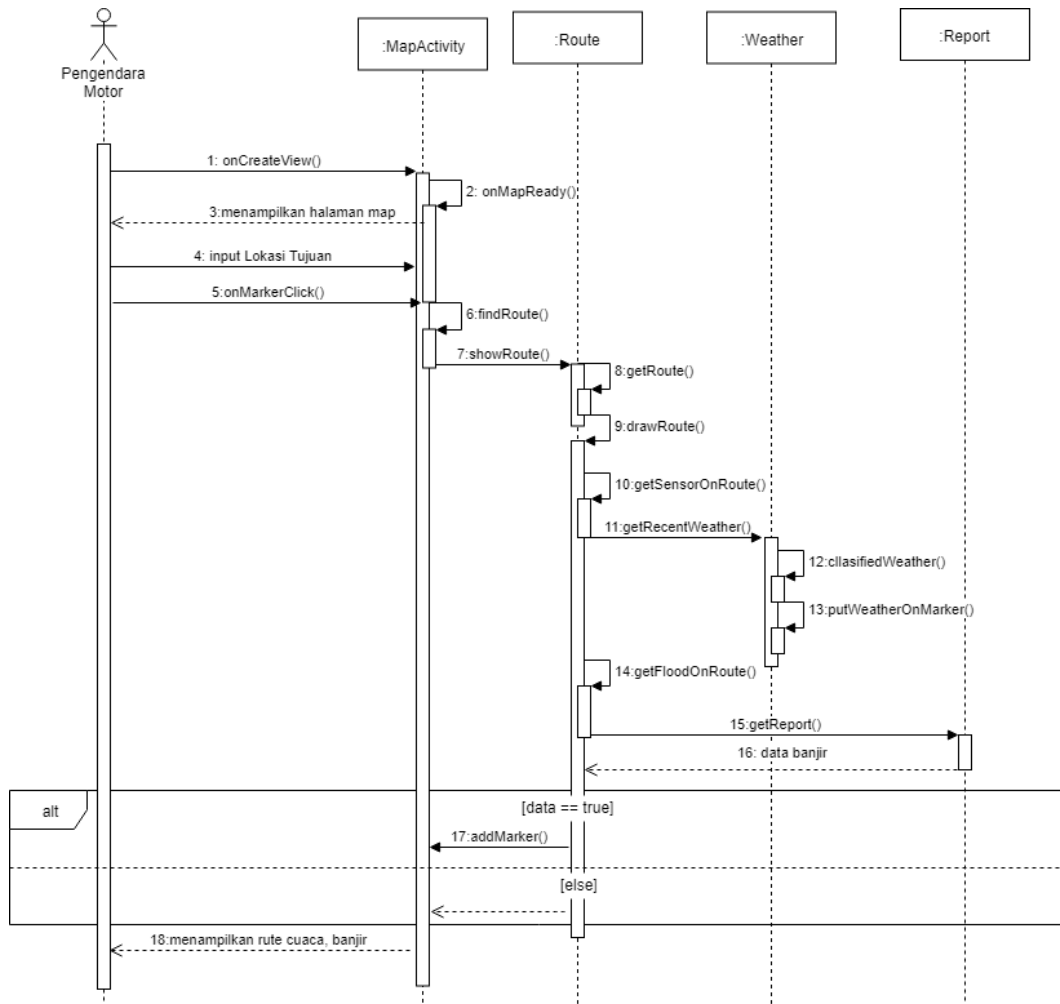 Pengendara
Motor
:MapActivity
:Route
:Weather
:Report
1: onCreateView()
2: onMapReady()
3:menampilkan halaman map
4: input Lokasi Tujuan
5:onMarkerClick()
6:findRoute()
7:showRoute()
8:getRoute()
9:drawRoute()
10:getSensorOnRoute()
11:getRecentWeather()
12:cllasifiedWeather()
13:putWeatherOnMarker()
14:getFloodOnRoute()
15:getReport()
16: data banjir
alt
[data == true]
17:addMarker()
[else]
18:menampilkan rute cuaca, banjir